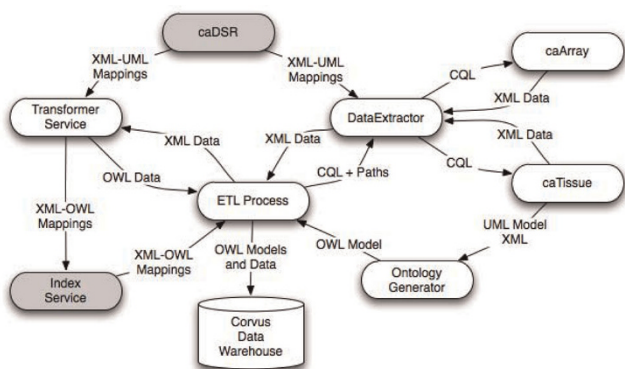 caDSR
XML-UML
Mappings
XML-UML
Mappings
CQL
caArray
XML Data
Transformer
Service
DataExtractor
XML Data
XML Data
XML Data
OWL Data
CQL
caTissue
CQL + Paths
ETL Process
XML-OWL
Mappings
UML Model
XML
XML-OWL
Mappings
OWL Models
and Data
OWL Model
Index
Service
Ontology
Generator
Corvus
Data
Warehouse